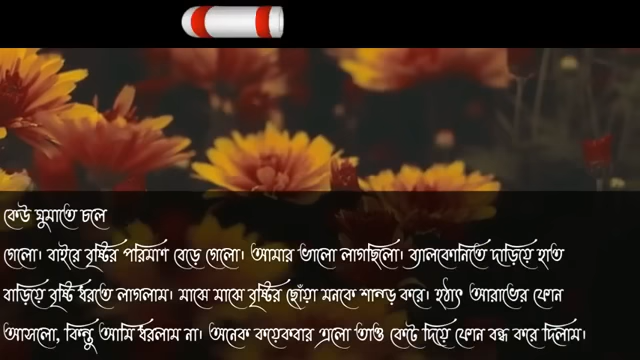 কেউ ঘুমাতে চলে
গেলো। বাইরে বৃষ্টির পরিমাণ বেড়ে গেলো। আমার ভালো লাগছিলো। ব্যালকোনিতে দাড়িয়ে হাত
বাড়িয়ে বৃষ্টি ধরতে লাগলাম। মাঝে মাঝে বৃষ্টির ছোঁয়া মনকে শান্ত করে। হঠাৎ আরাভের ফোন
আসলো, কিন্তু আমি ধরলাম না। অনেক কয়েকবার এলো তাও কেটে দিয়ে ফোন বন্ধ করে দিলাম।